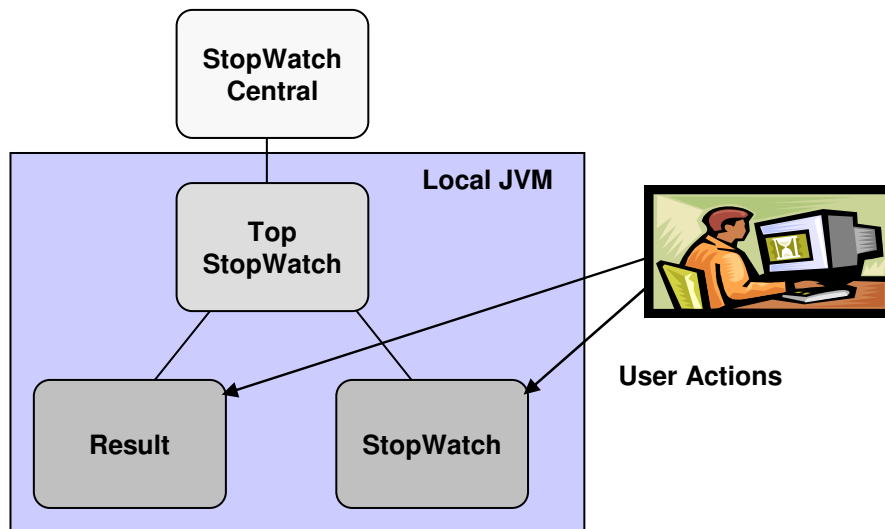 StopWatch
Central
Local JVM
Top
StopWatch
User Actions
Result
StopWatch